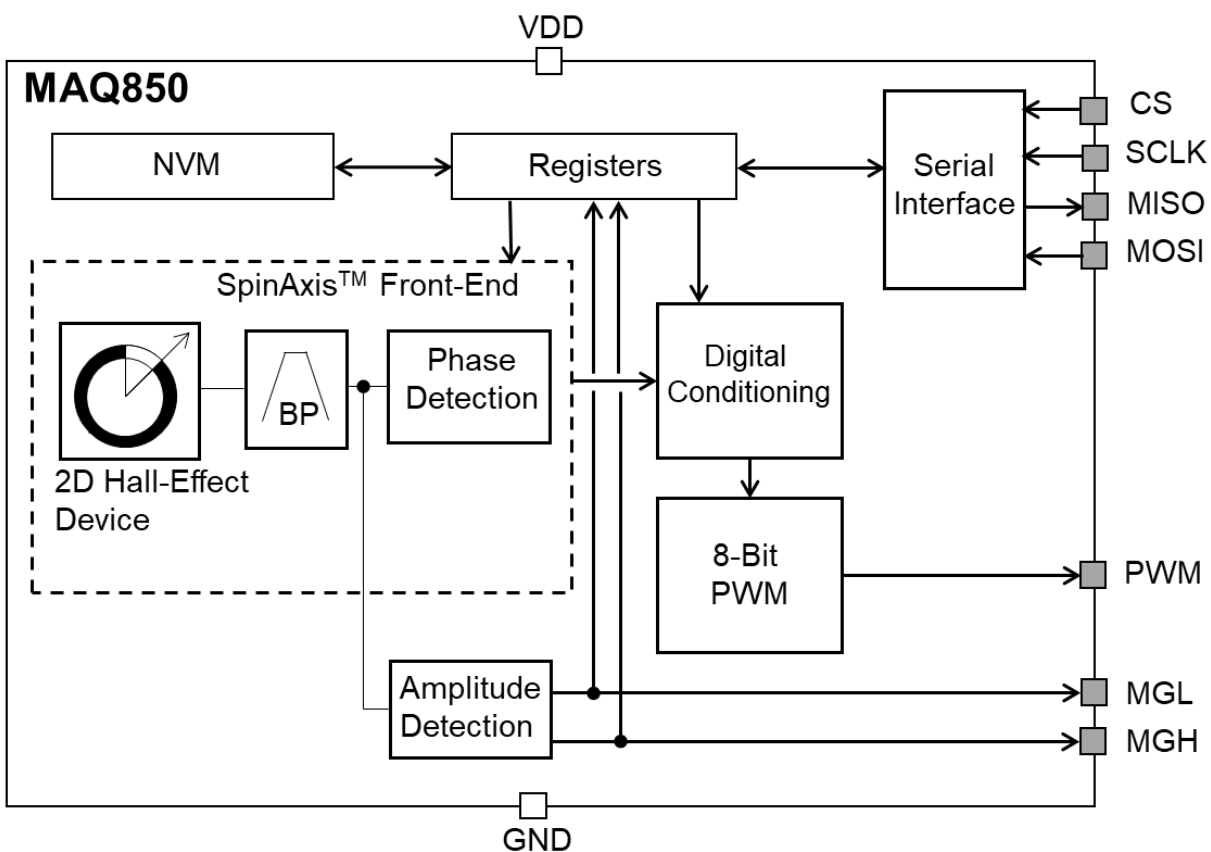 VDD
MAQ850
CS
SCLK
MISO
MOSI
NVM
Registers
Serial
Interface
SpinAxis™ Front-End
2D Hall-Effect
Device
BP
Phase
Detection
Digital
Conditioning
8-Bit
PWM
PWM
Amplitude
Detection
MGL
MGH
GND